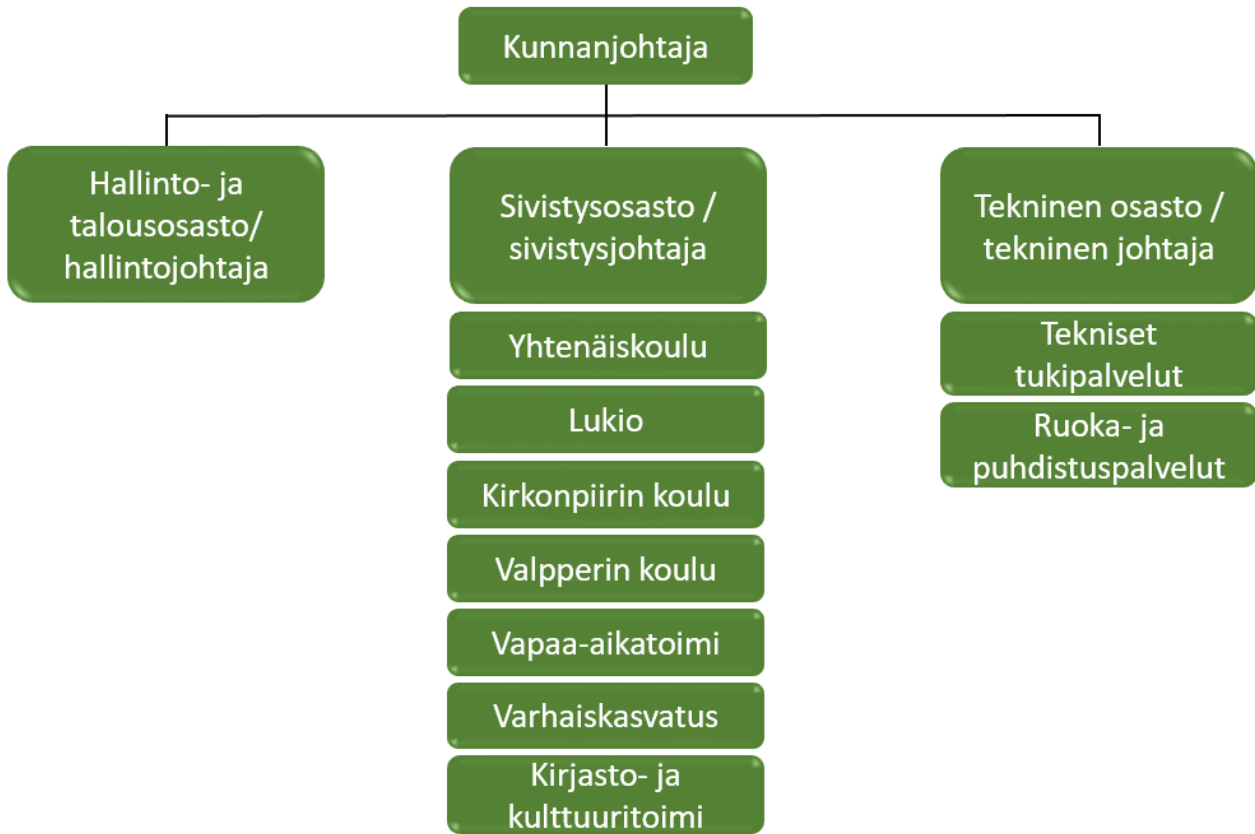 Kunnanjohtaja
Hallinto- ja
talousosasto/
hallintojohtaja
Sivistysosasto /
sivistysjohtaja
Yhtenäiskoulu
Lukio
Kirkonpiirin koulu
Valpperin koulu
Vapaa-aikatoimi
Varhaiskasvatus
Kirjasto- ja
kulttuuritoimi
Tekninen osasto /
tekninen johtaja
Tekniset
tukipalvelut
Ruoka- ja
puhdistuspalvelut